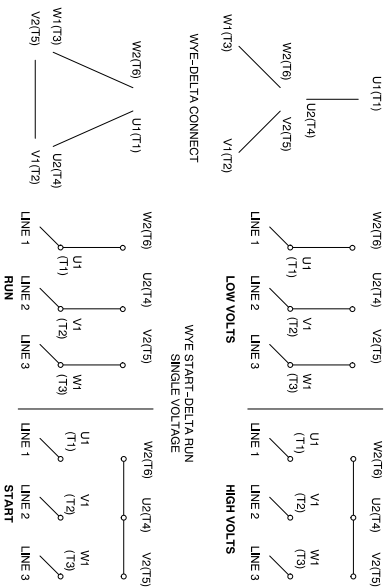 U1(T1)
U2(T4)
W2(T6)
V2(T5)
W1(T3)
V1(T2)
WYE–DELTA CONNECT
W2(T6)
U1(T1)
W1(T3)
V2(T5)
U2(T4)
V1(T2)
W2(T6) U2(T4) V2(T5)
U1 V1 W1
(T1) (T2) (T3)
LINE 1 LINE 2 LINE 3
LOW VOLTS
W2(T6) U2(T4) V2(T5)
U1 V1 W1
(T1) (T2) (T3)
LINE 1 LINE 2 LINE 3
HIGH VOLTS
WYE START–DELTA RUN
SINGLE VOLTAGE
W2(T6) U2(T4) V2(T5)
U1 V1 W1
(T1) (T2) (T3)
LINE 1 LINE 2 LINE 3
RUN
W2(T6) U2(T4) V2(T5)
U1 V1 W1
(T1) (T2) (T3)
LINE 1 LINE 2 LINE 3
START